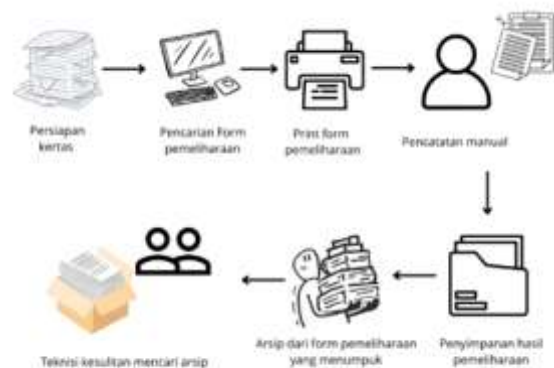 Persiapan
kertas
Pencarian Form
pemeliharaan
Print form
pemeliharaan
Pencatatan manual
Teknisi kesulitan mencari arsip
Arsip dari form pemeliharaan
yang menumpuk
Penyimpanan hasil
pemeliharaan